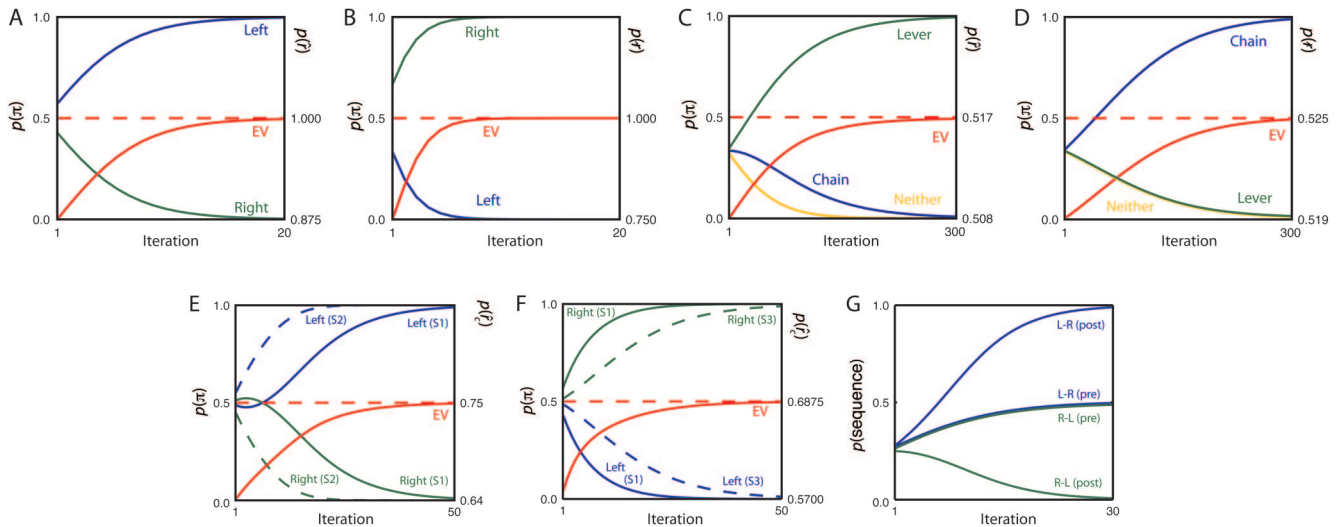 A
B
C
D
1.0
Left
p(r̂)
p(π)
0.5
1.000
EV
Right
0.0
0.875
1
Iteration
20
1.0
Right
p(r̂)
0.5
1.000
EV
Left
0.0
0.750
1
Iteration
20
1.0
Lever
p(r̂)
p(π)
0.5
0.517
EV
Chain
Neither
0.0
0.508
1
Iteration
300
1.0
Chain
p(r̂)
p(π)
0.5
0.525
EV
Lever
Neither
0.0
0.519
1
Iteration
300
E
F
G
1.0
Left (S2)
Left (S1)
p(r̂c)
p(π)
0.5
0.75
EV
Right (S2)
Right (S1)
0.0
0.64
1
Iteration
50
1.0
Right (S1)
Right (S3)
p(r̂c)
p(π)
0.5
0.6875
EV
Left
(S1)
Left (S3)
0.0
0.5700
1
Iteration
50
1.0
L-R (post)
p(sequence)
0.5
L-R (pre)
R-L (pre)
R-L (post)
0.0
1
Iteration
30